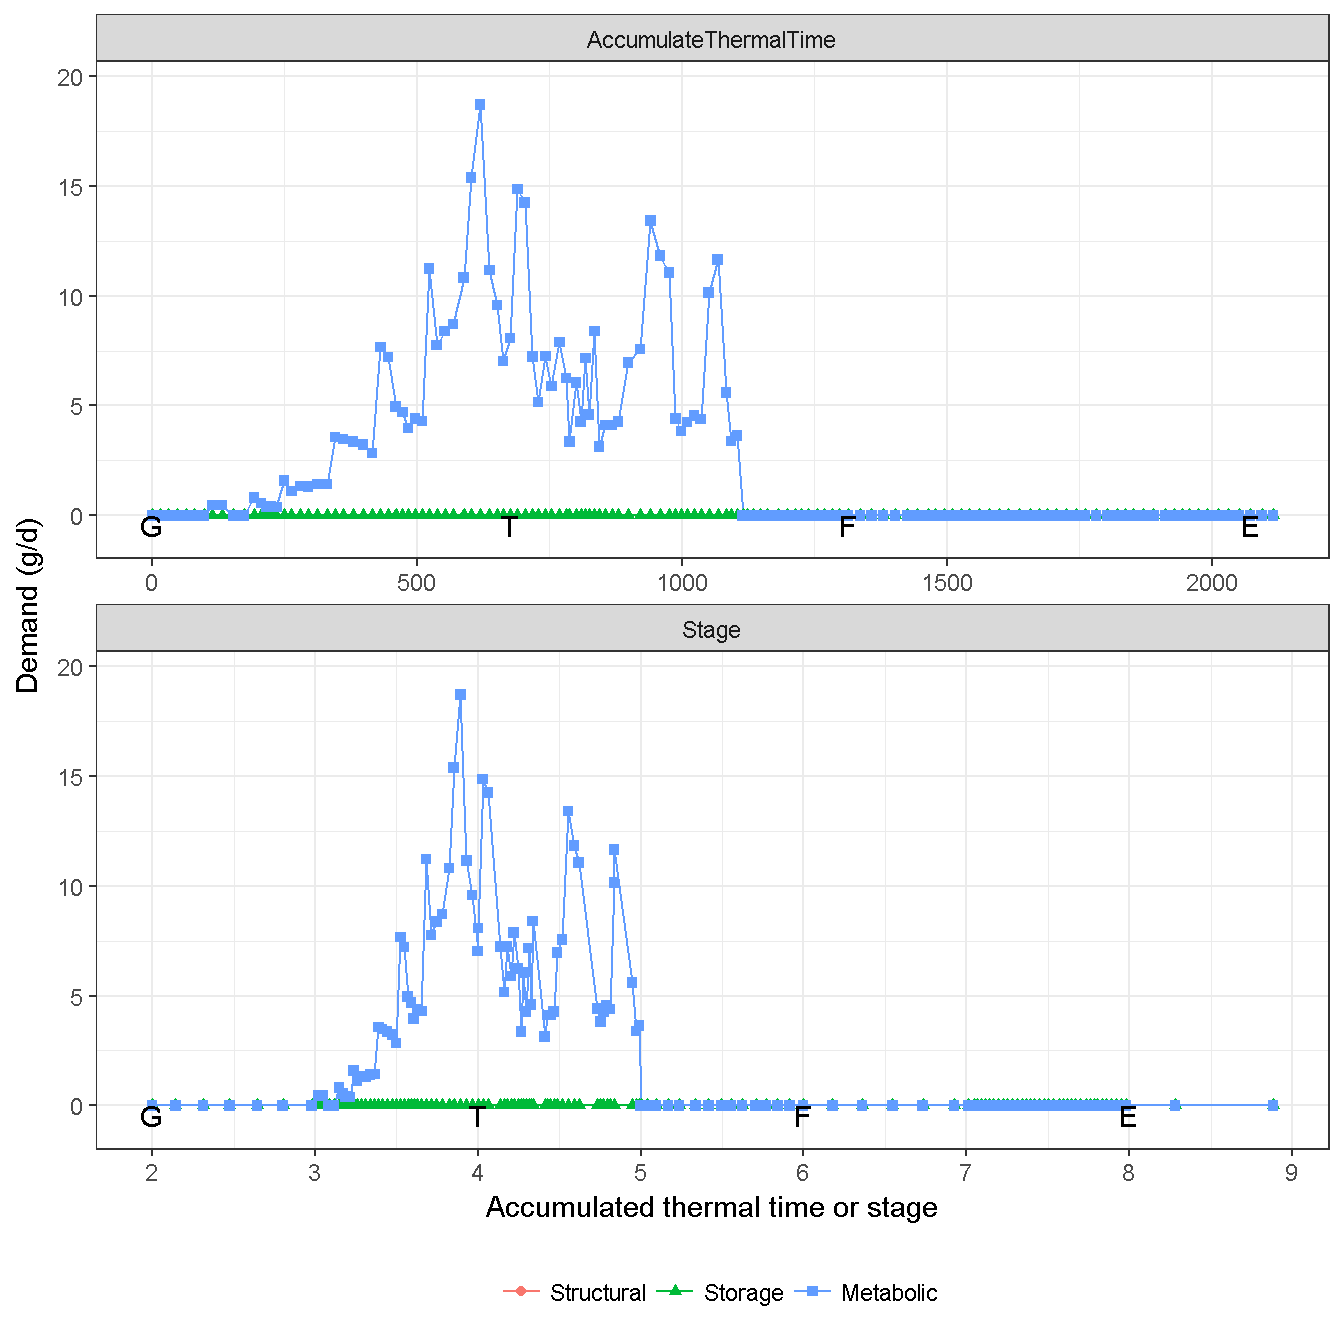 AccumulateThermalTime
20
15
10
5
0
G T F E
0 500 1000 1500 2000
Demand (g/d)
Stage
20
15
10
5
0
G T F E
2 3 4 5 6 7 8 9
Accumulated thermal time or stage
Structural Storage Metabolic